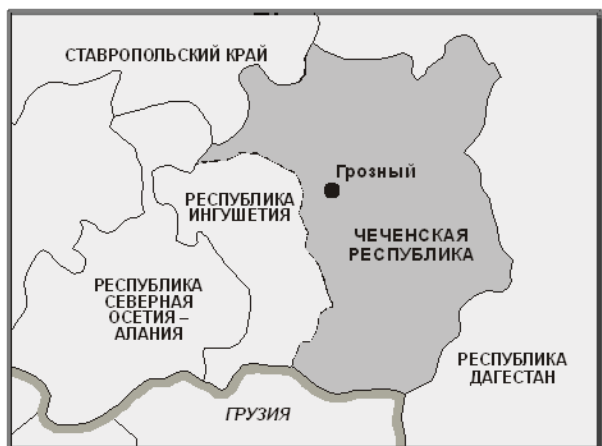 СТАВРОПОЛЬСКИЙ КРАЙ
Грозный
РЕСПУБЛИКА
ИНГУШЕТИЯ
ЧЕЧЕНСКАЯ
РЕСПУБЛИКА
РЕСПУБЛИКА
СЕВЕРНАЯ
ОСЕТИЯ –
АЛАНИЯ
РЕСПУБЛИКА
ДАГЕСТАН
ГРУЗИЯ